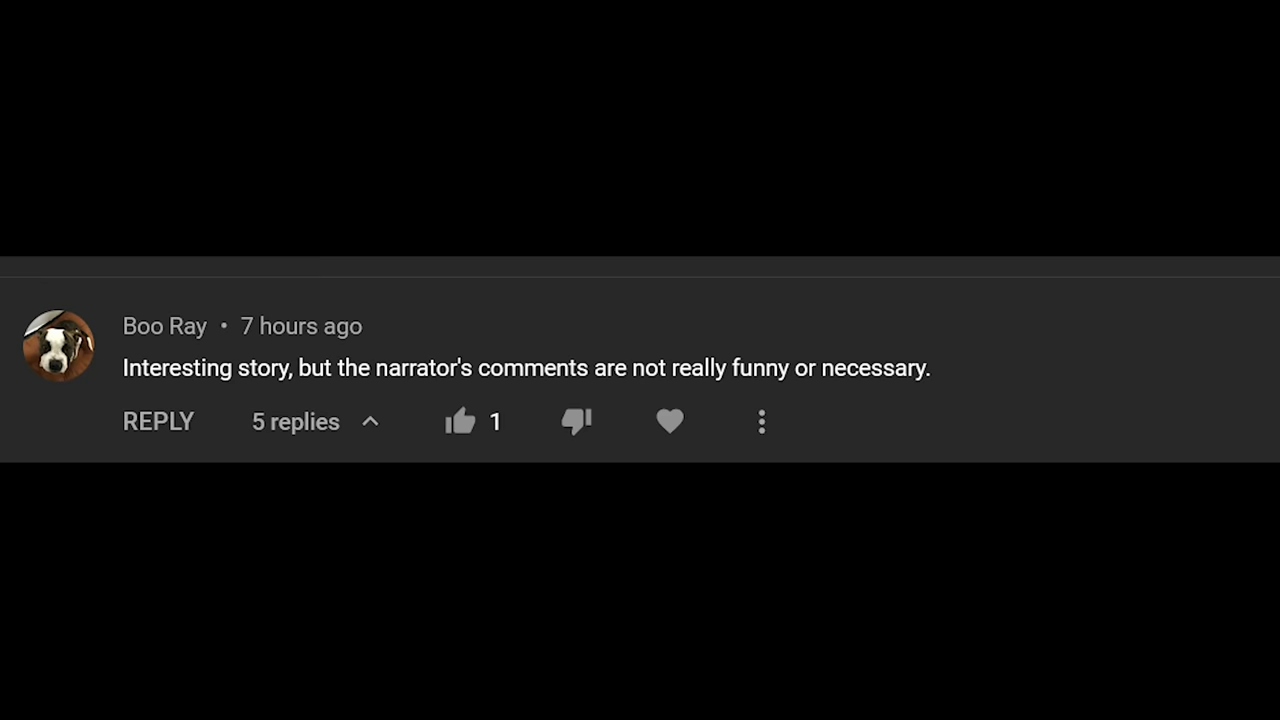 Boo Ray • 7 hours ago
Interesting story, but the narrator's comments are not really funny or necessary.
REPLY 5 replies 1